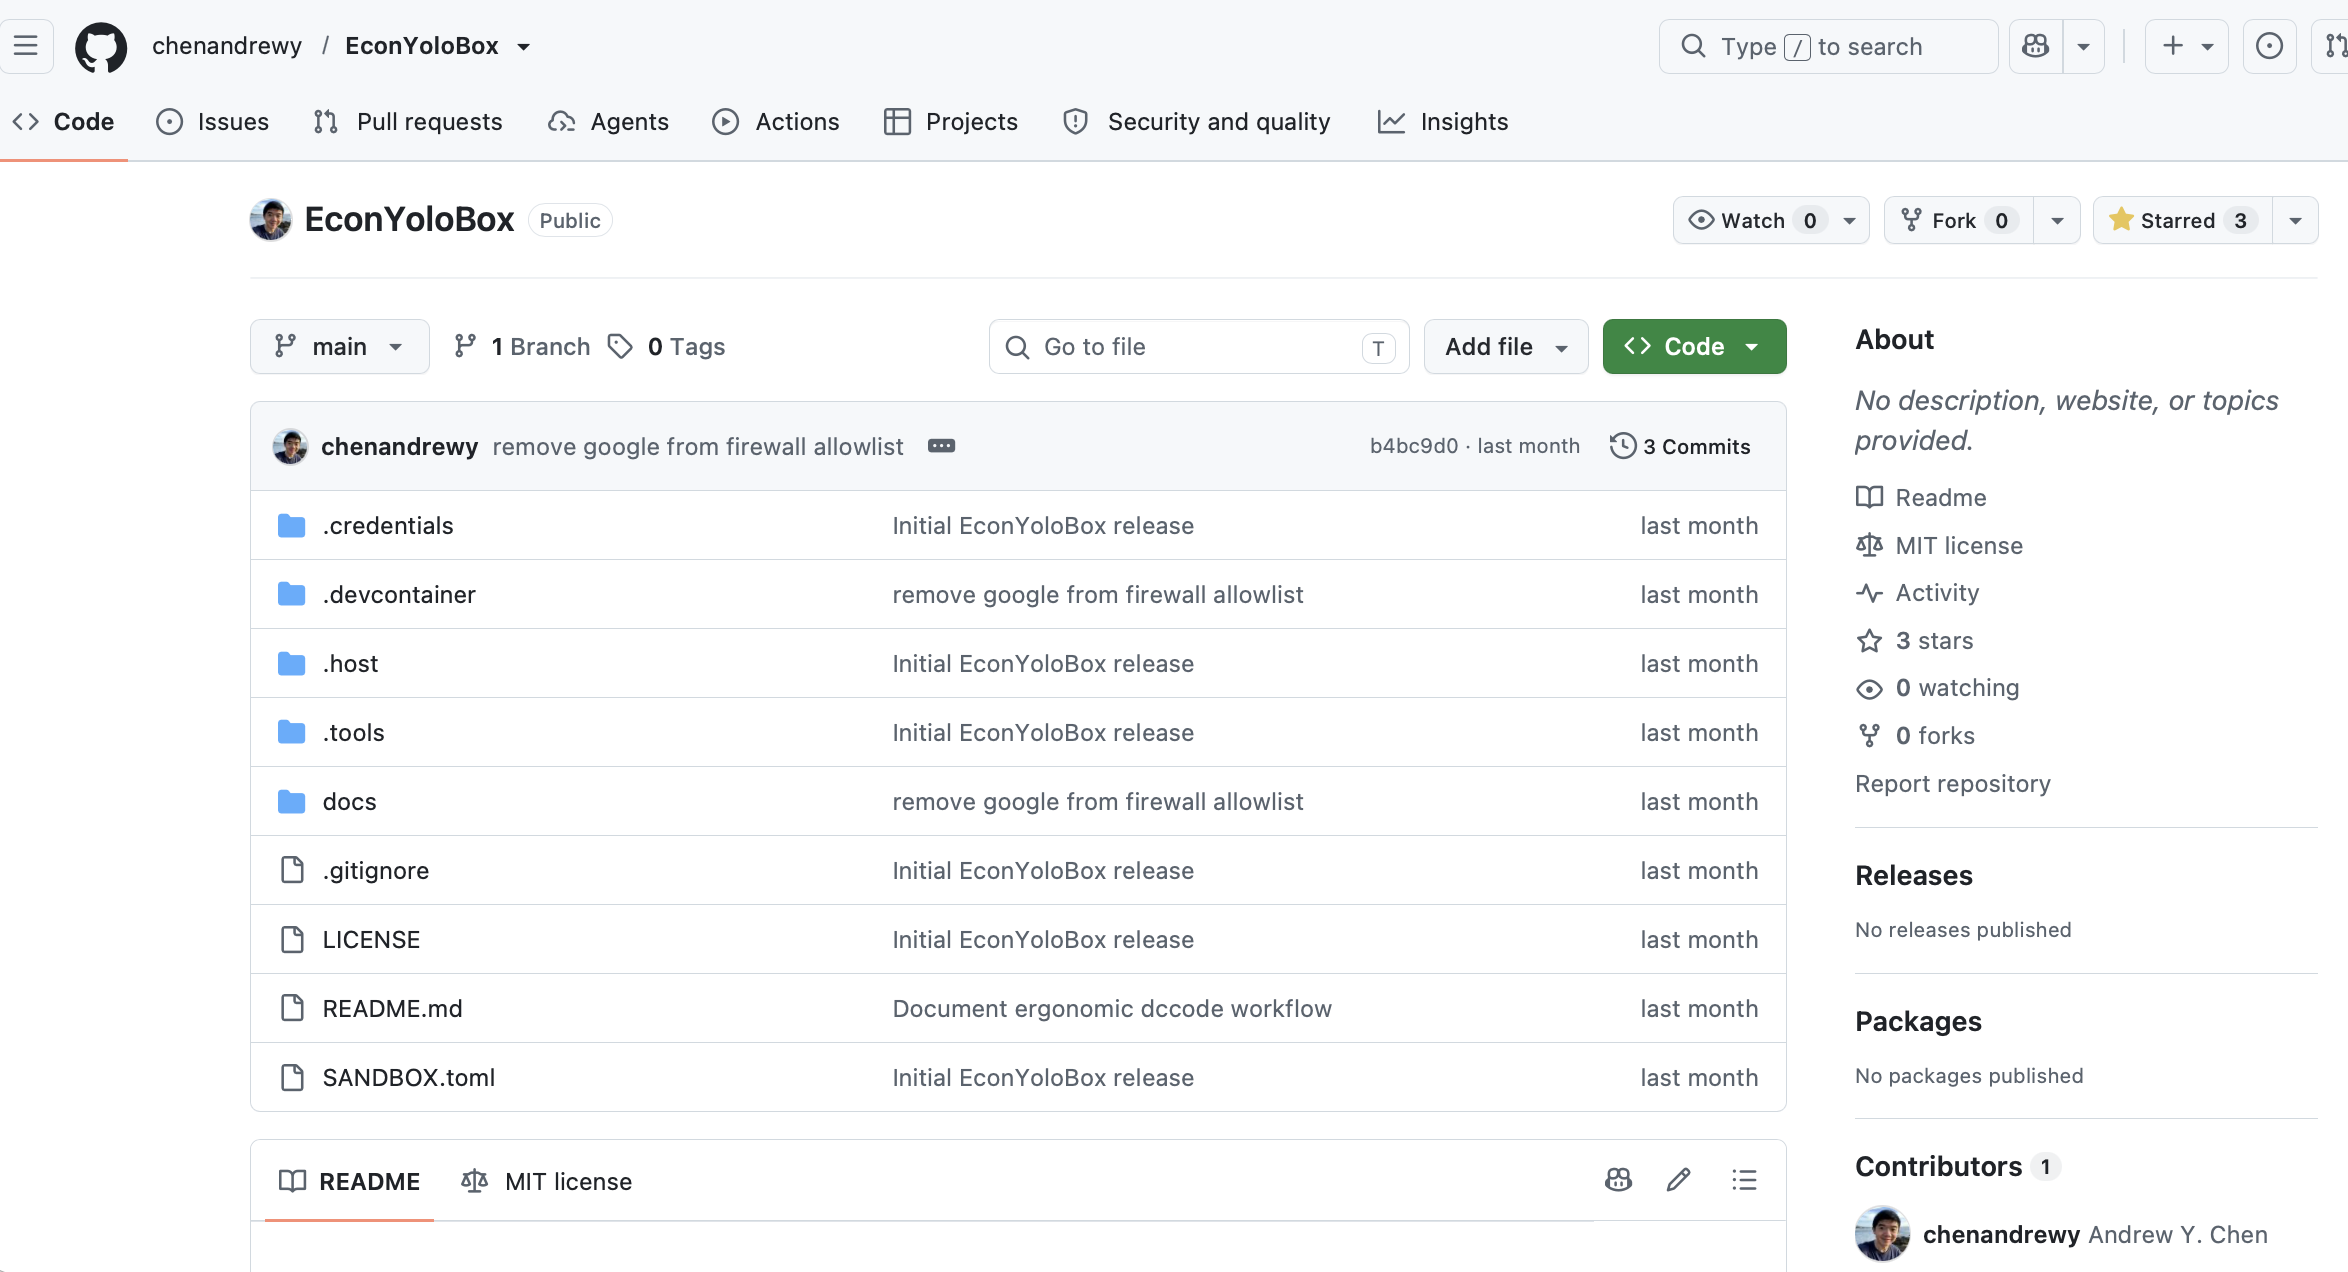 chenandrewy / EconYoloBox
Type / to search
Code
Issues
Pull requests
Agents
Actions
Projects
Security and quality
Insights
EconYoloBox Public
Watch 0
Fork 0
Starred 3
main
1 Branch
0 Tags
Go to file T
Add file
Code
chenandrewy remove google from firewall allowlist
b4bc9d0 · last month
3 Commits
.credentials Initial EconYoloBox release last month
.devcontainer remove google from firewall allowlist last month
.host Initial EconYoloBox release last month
.tools Initial EconYoloBox release last month
docs remove google from firewall allowlist last month
.gitignore Initial EconYoloBox release last month
LICENSE Initial EconYoloBox release last month
README.md Document ergonomic dccode workflow last month
SANDBOX.toml Initial EconYoloBox release last month
README
MIT license
About
No description, website, or topics
provided.
Readme
MIT license
Activity
3 stars
0 watching
0 forks
Report repository
Releases
No releases published
Packages
No packages published
Contributors 1
chenandrewy Andrew Y. Chen